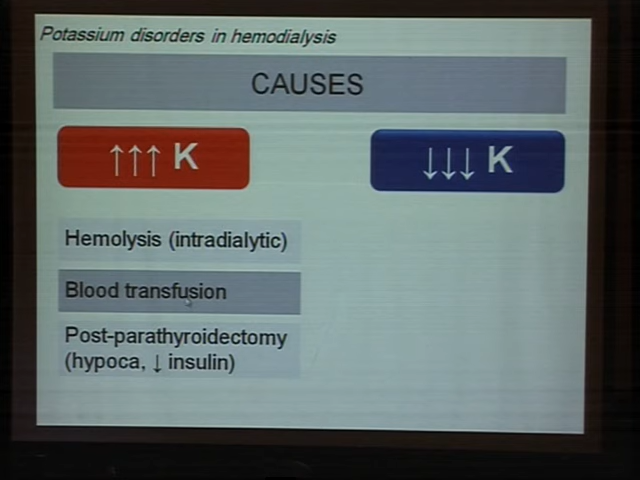 Potassium disorders in hemodialysis
CAUSES
↑↑↑ K
↓↓↓ K
Hemolysis (intradialytic)
Blood transfusion
Post-parathyroidectomy
(hypoca, ↓ insulin)